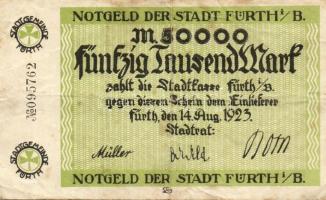 NOTGELD DER STADT FÜRTH i/B.
M. 50000
fünfzig Tausend Mark
zahlt die Stadtkasse fürth i/B.
gegen diesen Schein dem Einlieferer
fürth, den 14. Aug. 1923.
Stadtrat:
Müller
NOTGELD DER STADT FÜRTH i/B.
STADTGEMEINDE
FÜRTH
№095762
STADTGEMEINDE
FÜRTH